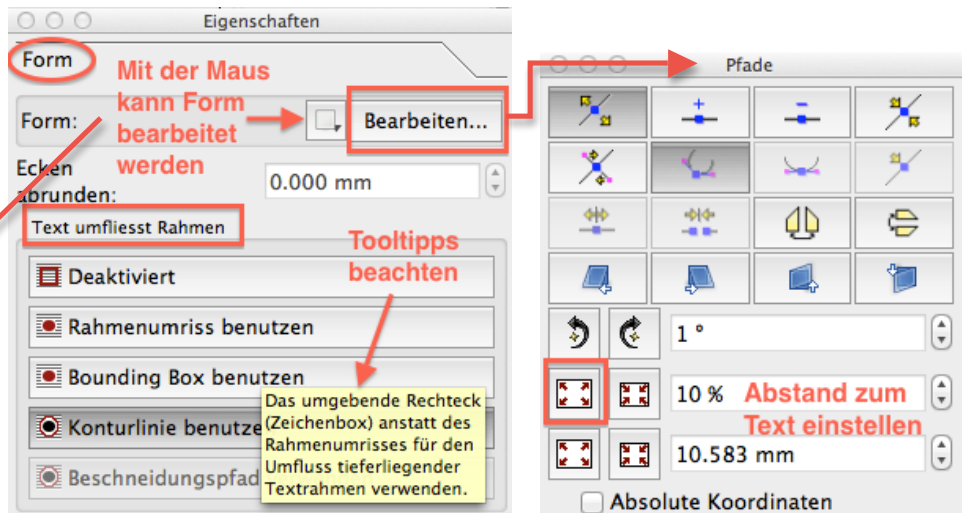 Eigenschaften
Form
Mit der Maus
kann Form
bearbeitet
werden
Form:
Bearbeiten...
Ecken
abrunden:
0.000 mm
Text umfliesst Rahmen
Tooltipps
beachten
Deaktiviert
Rahmenumriss benutzen
Bounding Box benutzen
Konturlinie benutze
Beschneidungspfad
Das umgebende Rechteck
(Zeichenbox) anstatt des
Rahmenumrisses für den
Umfluss tieferliegender
Textrahmen verwenden.
Pfade
1 °
10 %
Abstand zum
Text einstellen
10.583 mm
Absolute Koordinaten